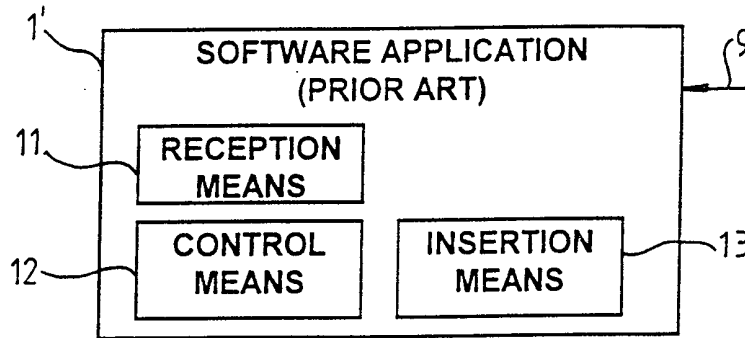 1'
SOFTWARE APPLICATION
(PRIOR ART)
9
11
RECEPTION
MEANS
12
CONTROL
MEANS
INSERTION
MEANS
13